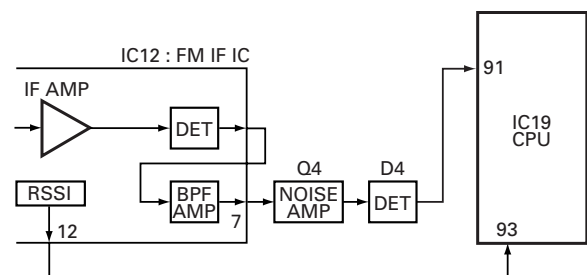 IC12 : FM IF IC
IF AMP
DET
RSSI
12
BPF
AMP
7
Q4
NOISE
AMP
D4
DET
91
IC19
CPU
93